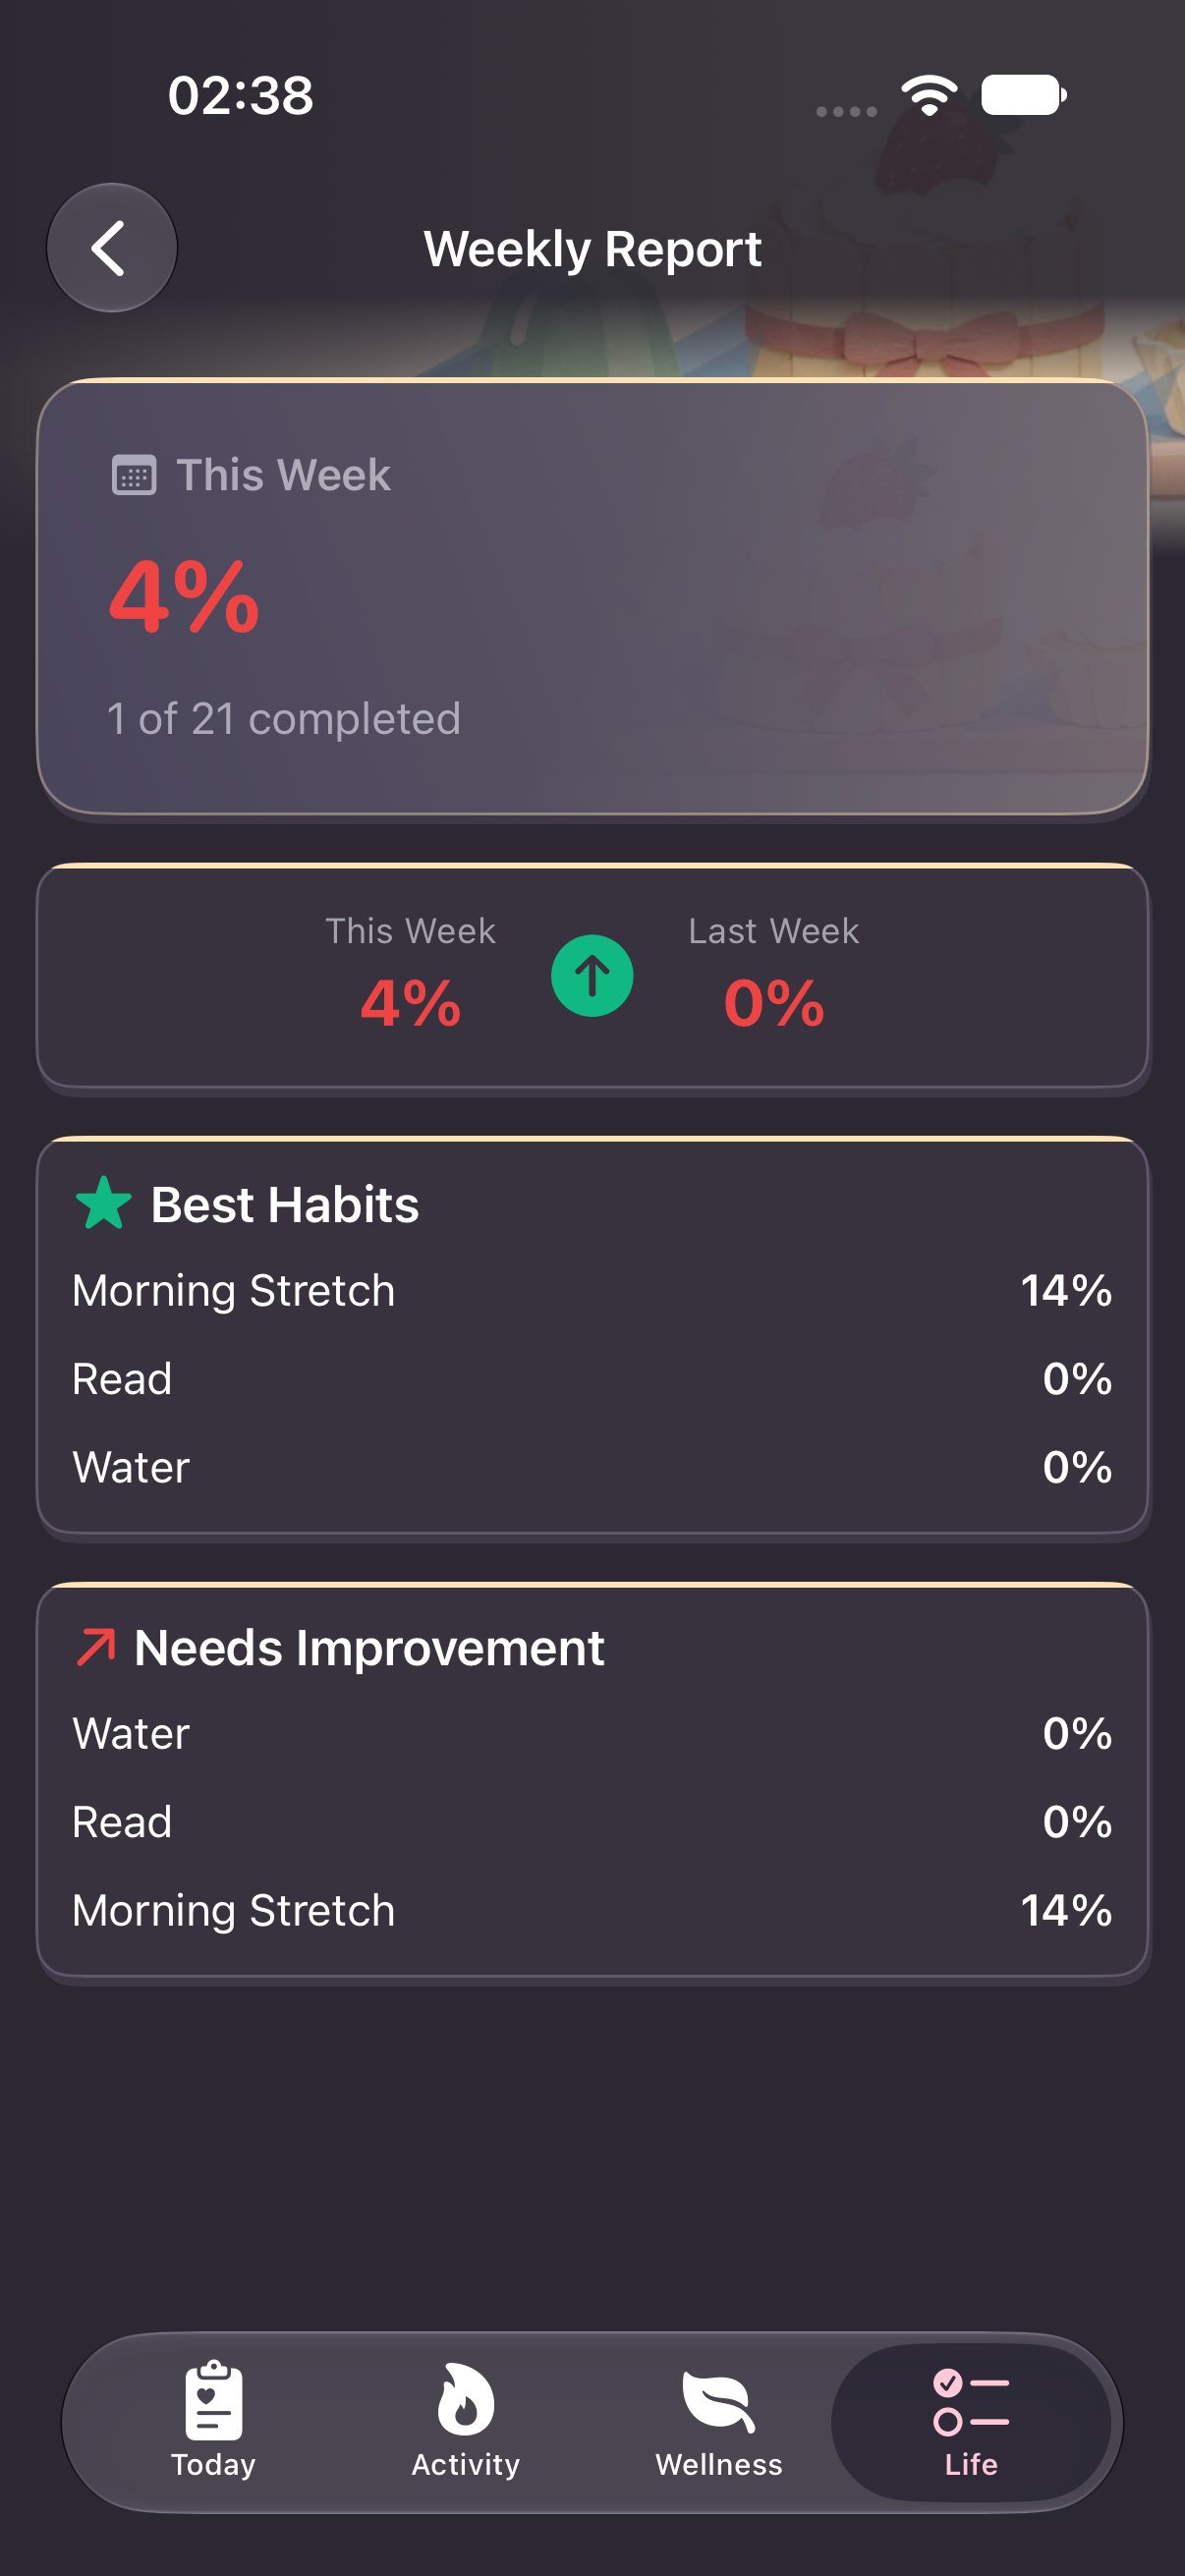 02:38
Weekly Report
This Week
4%
1 of 21 completed
This Week
Last Week
4%
0%
Best Habits
Morning Stretch 14%
Read 0%
Water 0%
Needs Improvement
Water 0%
Read 0%
Morning Stretch 14%
Today Activity Wellness Life